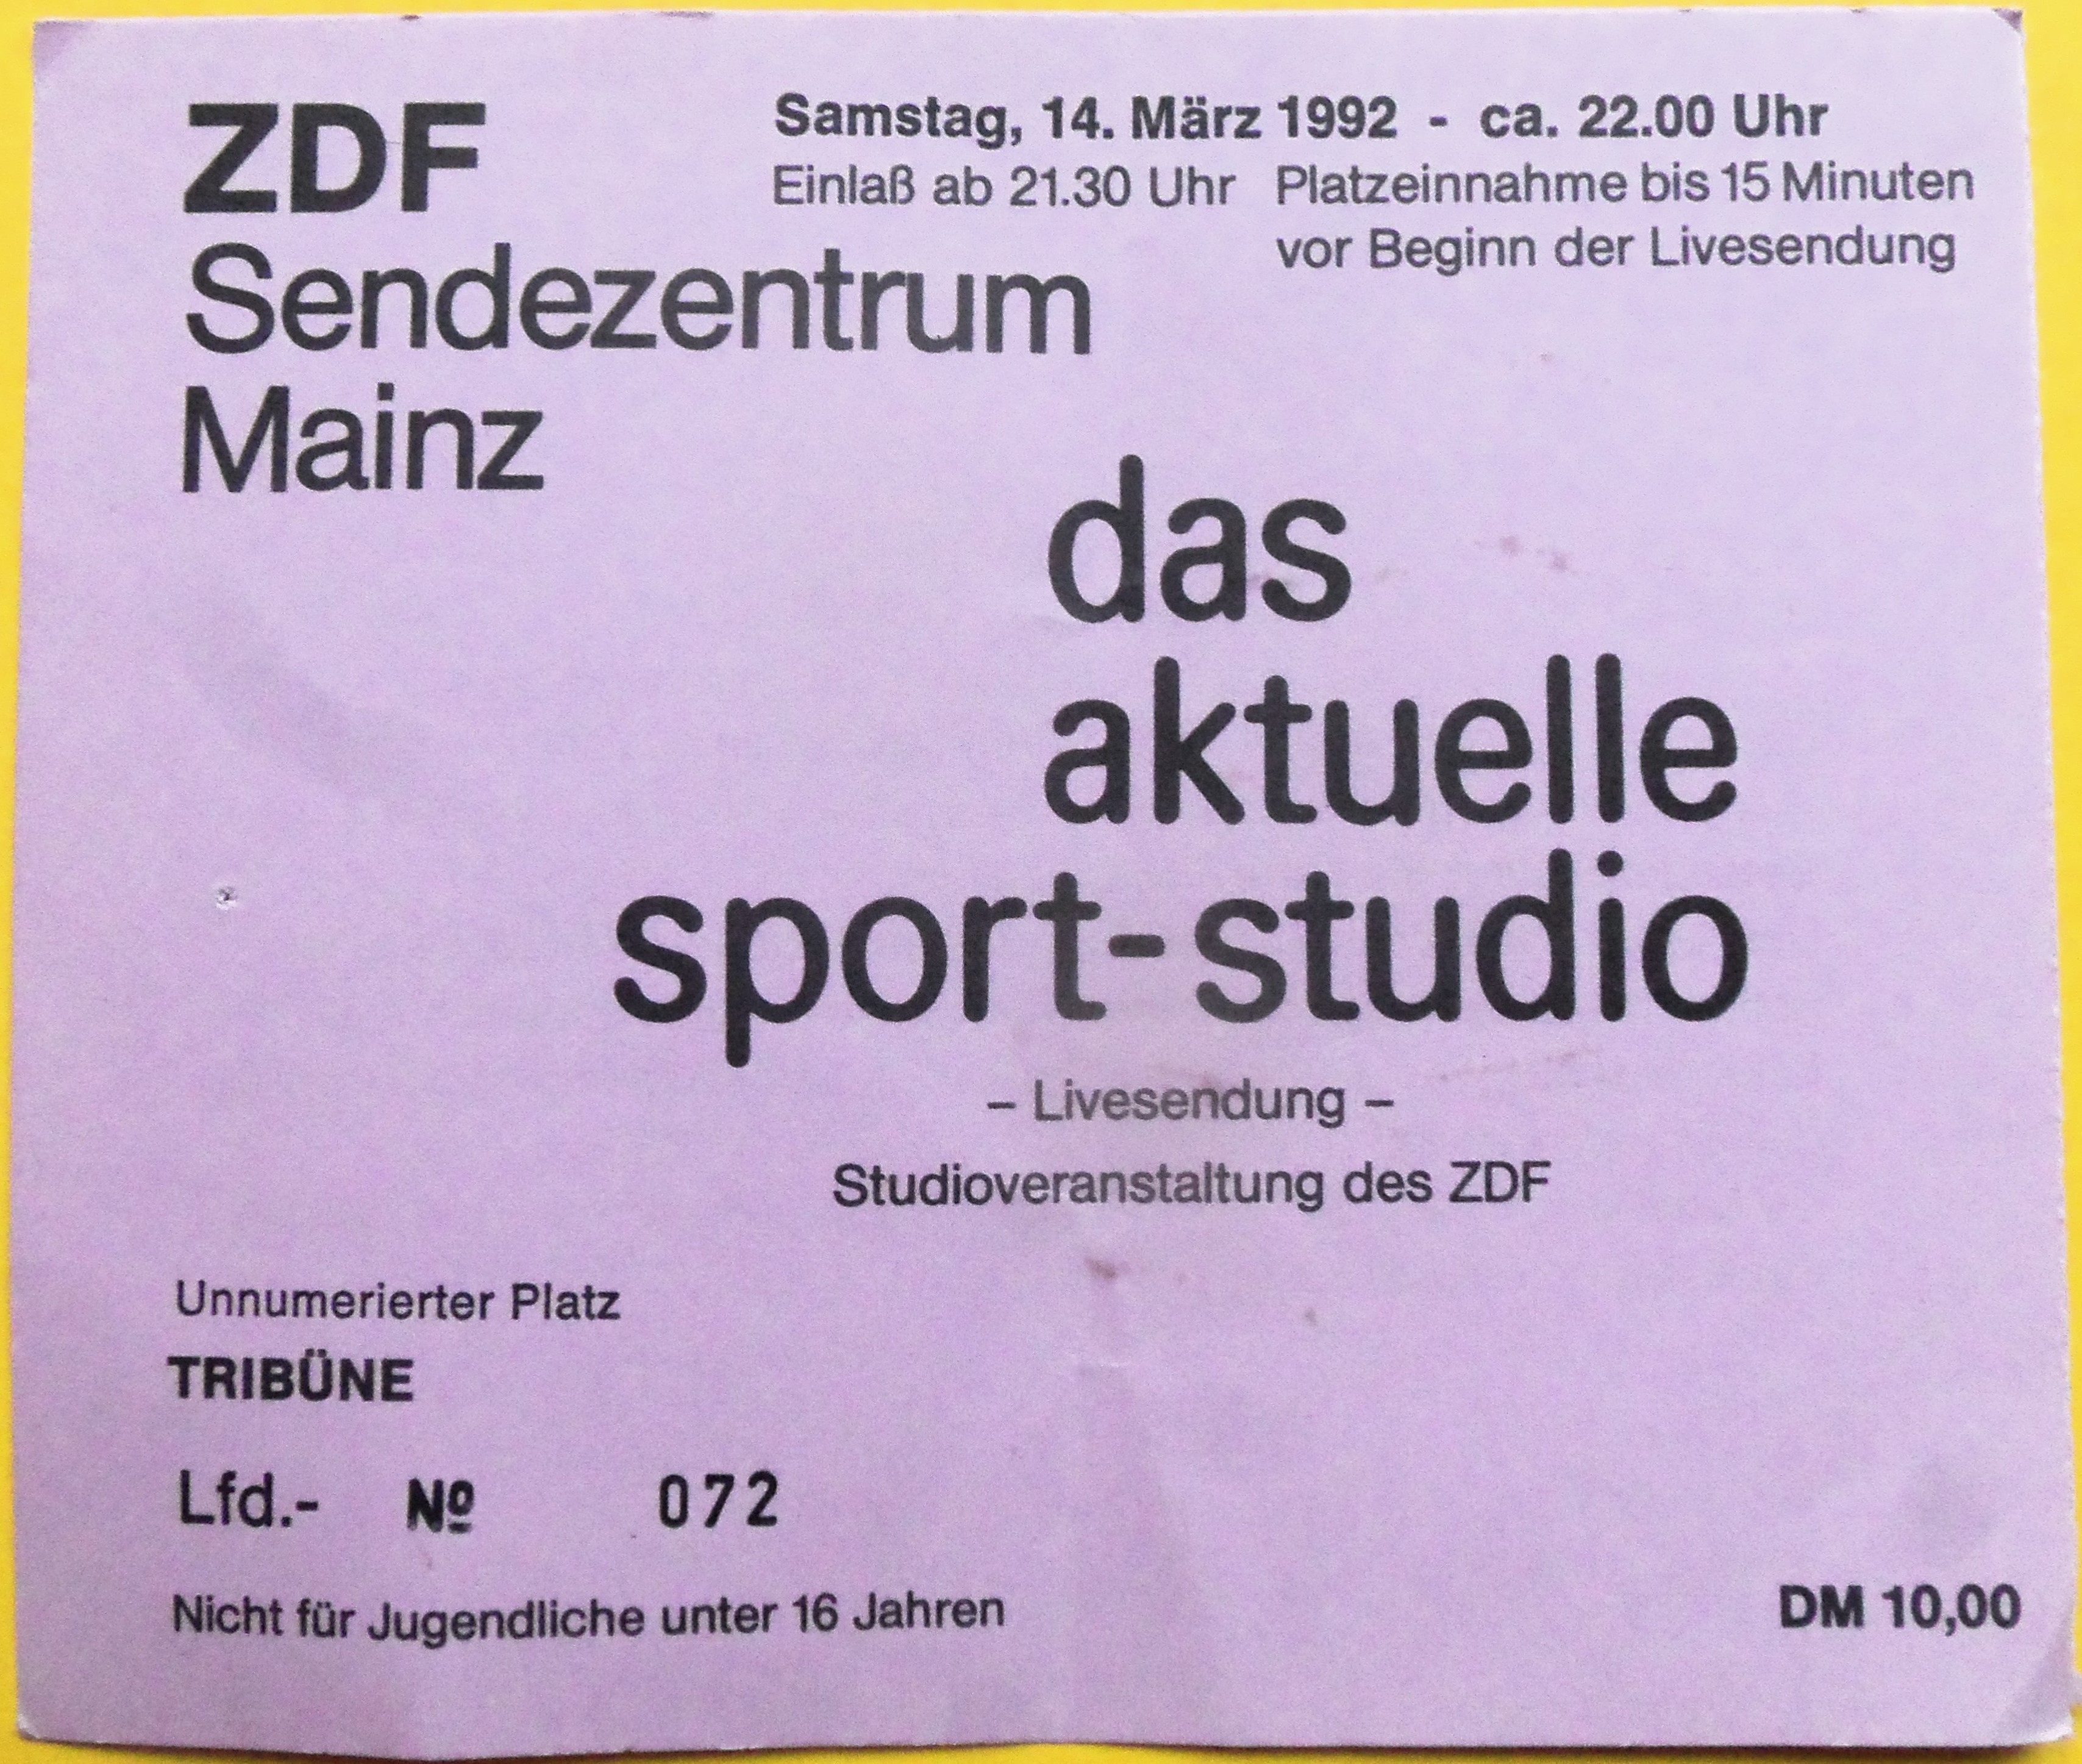 ZDF
Sendezentrum
Mainz
Samstag, 14. März 1992 - ca. 22.00 Uhr
Einlaß ab 21.30 Uhr Platzeinnahme bis 15 Minuten
vor Beginn der Livesendung
das
aktuelle
sport-studio
– Livesendung –
Studioveranstaltung des ZDF
Unnumerierter Platz
TRIBÜNE
Lfd.- Nº 072
Nicht für Jugendliche unter 16 Jahren
DM 10,00